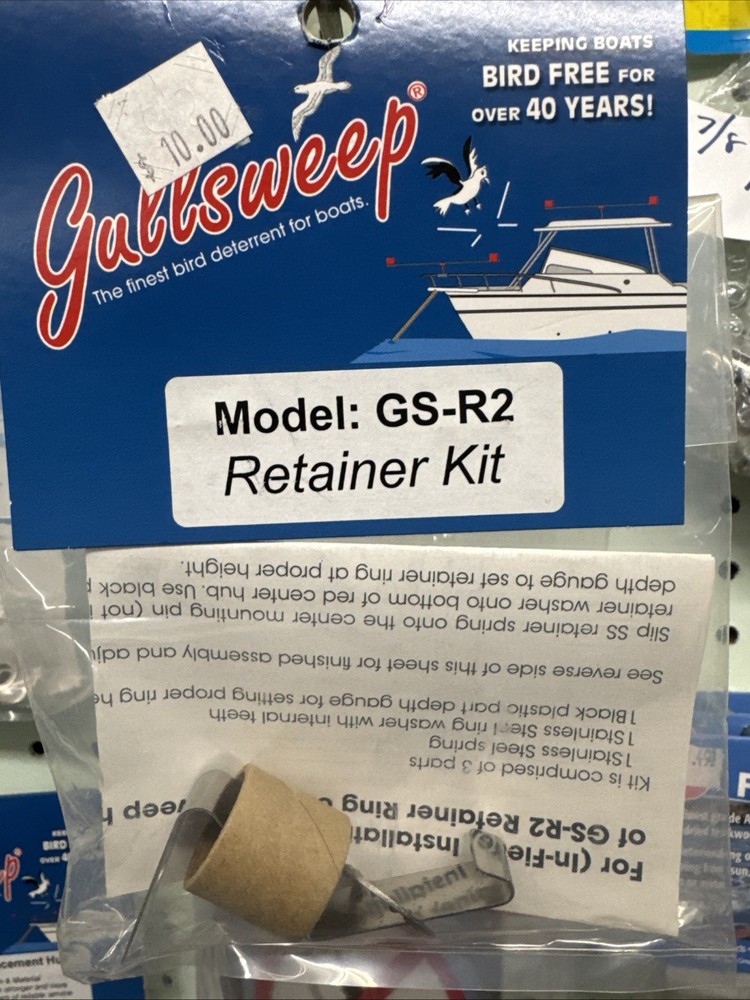 KEEPING BOATS
BIRD FREE FOR
OVER 40 YEARS!
10.00
Gullsweep®
The finest bird deterrent for boats.
7/8
Model: GS-R2
Retainer Kit
For (In-Field
of GS-R2 Retainer Ring
Kit is comprised of 3 parts
1 Stainless Steel spring
1 Stainless Steel ring washer with internal teeth
1 Black plastic part depth gauge for setting proper ring
See reverse side of this sheet for finished assembly and
Slip SS retainer spring onto the center mounting pin (not
retainer washer onto bottom of red center hub. Use black
depth gauge to set retainer ring at proper height.
BIRD
OVER